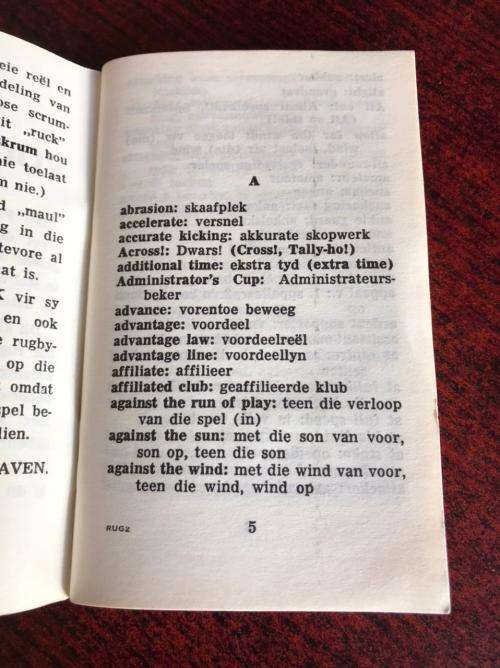 eie reël en
deling van
ose scrum-
it „ruck”
krum hou
nie toelaat
m nie.)
d „maul”
g in die
tevore al
at is.
K vir sy
en ook
e rugby-
op die
omdat
spel be-
lien.
AVEN.
A
abrasion: skaafplek
accelerate: versnel
accurate kicking: akkurate skopwerk
Across!: Dwars! (Cross!, Tally-ho!)
additional time: ekstra tyd (extra time)
Administrator's Cup: Administrateurs-
beker
advance: vorentoe beweeg
advantage: voordeel
advantage law: voordeelreël
advantage line: voordeellyn
affiliate: affilieer
affiliated club: geaffilieerde klub
against the run of play: teen die verloop
van die spel (in)
against the sun: met die son van voor,
son op, teen die son
against the wind: met die wind van voor,
teen die wind, wind op
RUG2
5